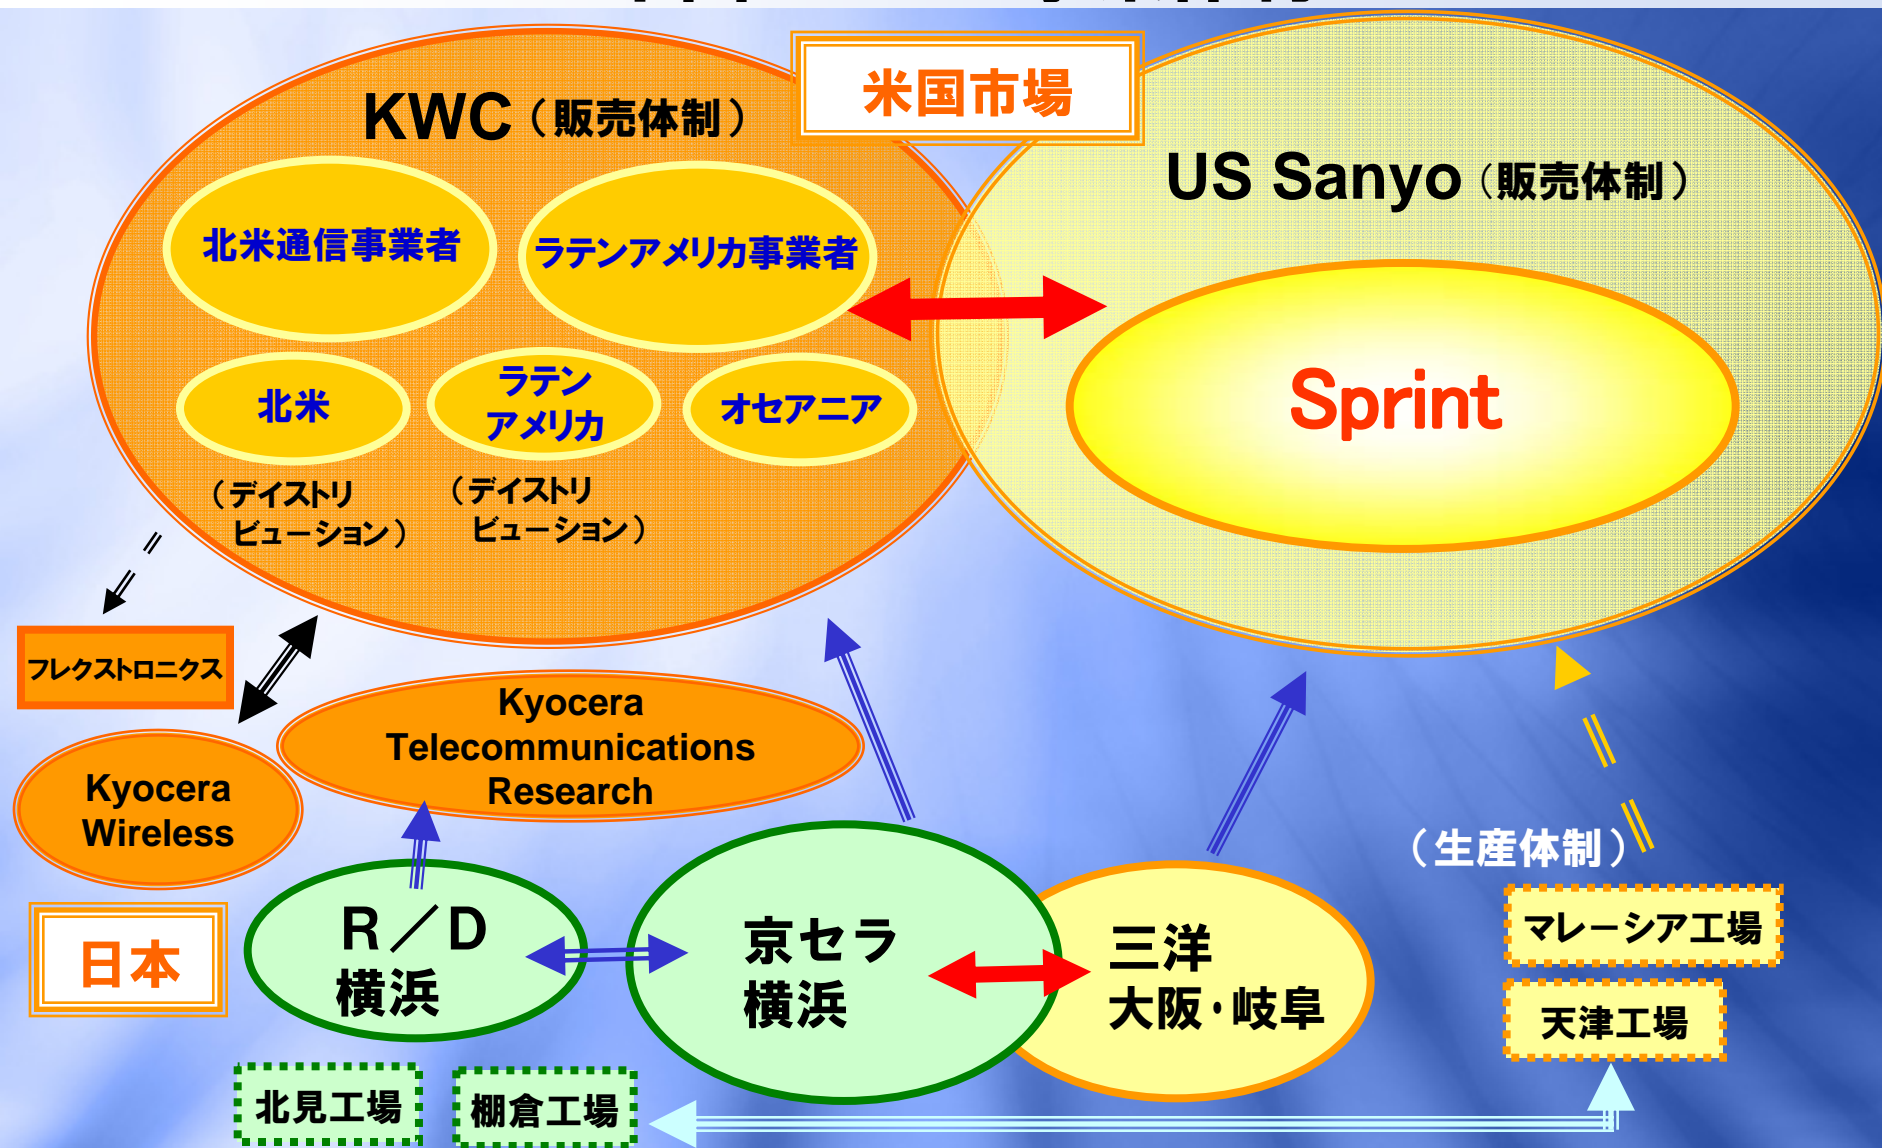 米国市場
KWC（販売体制）
US Sanyo（販売体制）
北米通信事業者
ラテンアメリカ事業者
北米
ラテン
アメリカ
オセアニア
Sprint
（デイストリ
ビューション）
（デイストリ
ビューション）
フレクストロニクス
Kyocera
Telecommunications
Research
Kyocera
Wireless
（生産体制）
日本
R／D
横浜
京セラ
横浜
三洋
大阪・岐阜
マレーシア工場
天津工場
北見工場
棚倉工場